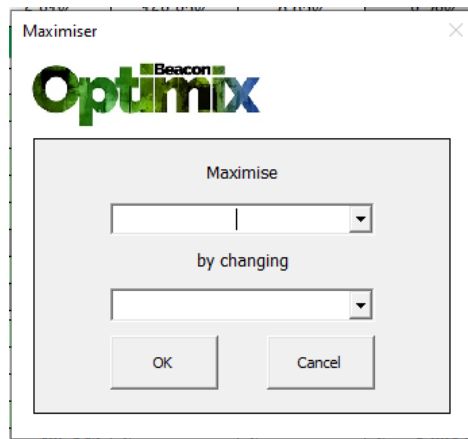 Maximiser
Beacon
Optimix
Maximise
by changing
OK
Cancel